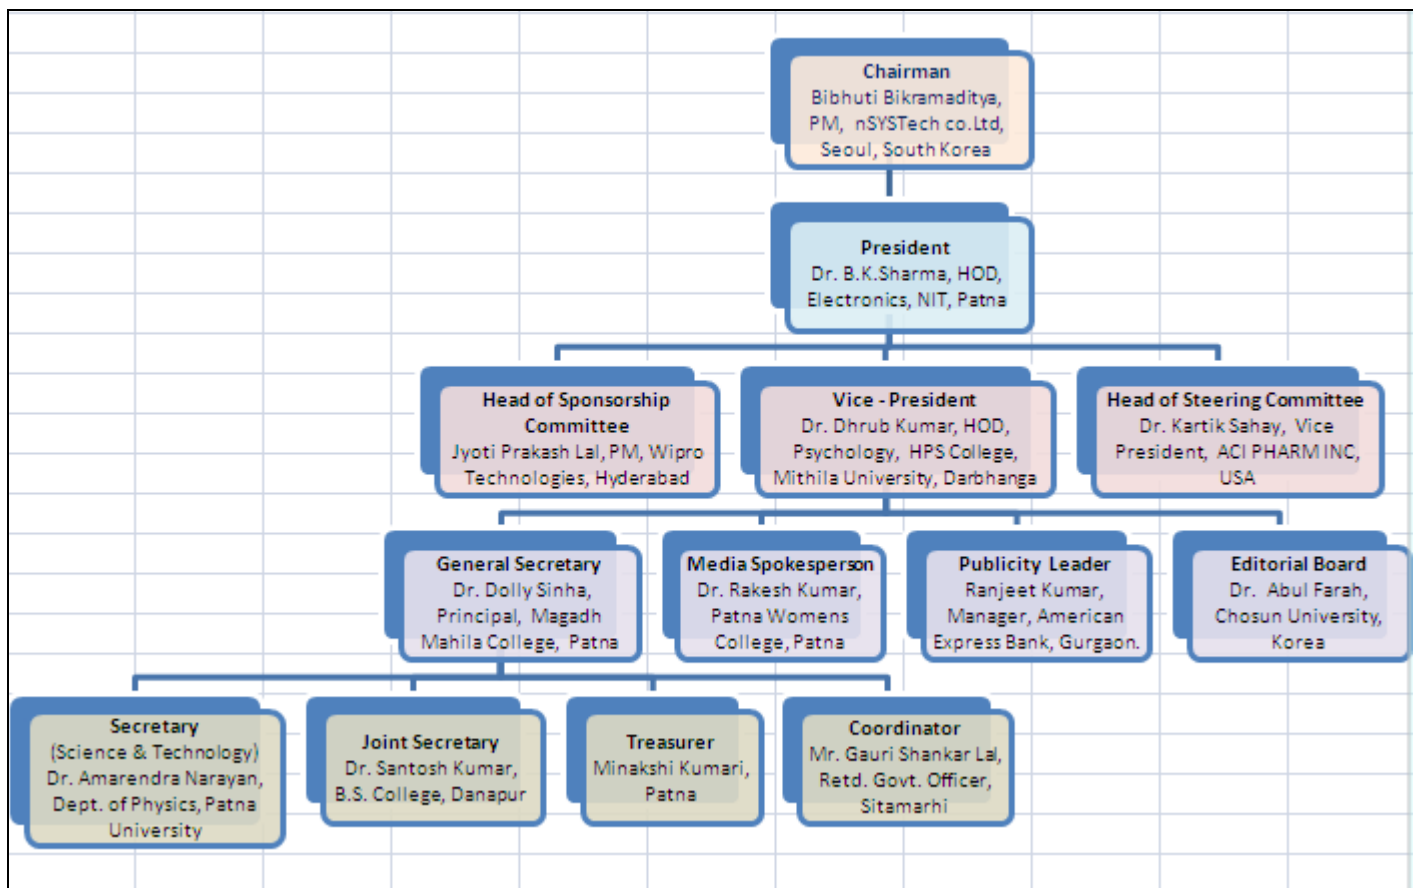 Chairman
Bibhuti Bikramaditya,
PM, nSYSTech co.Ltd,
Seoul, South Korea
President
Dr. B.K.Sharma, HOD,
Electronics, NIT, Patna
Head of Sponsorship
Committee
Jyoti Prakash Lal, PM, Wipro
Technologies, Hyderabad
Vice - President
Dr. Dhrub Kumar, HOD,
Psychology, HPS College,
Mithila University, Darbhanga
Head of Steering Committee
Dr. Kartik Sahay, Vice
President, ACI PHARM INC,
USA
General Secretary
Dr. Dolly Sinha,
Principal, Magadh
Mahila College, Patna
Media Spokesperson
Dr. Rakesh Kumar,
Patna Womens
College, Patna
Publicity Leader
Ranjeet Kumar,
Manager, American
Express Bank, Gurgaon.
Editorial Board
Dr. Abul Farah,
Chosun University,
Korea
Secretary
(Science & Technology)
Dr. Amarendra Narayan,
Dept. of Physics, Patna
University
Joint Secretary
Dr. Santosh Kumar,
B.S. College, Danapur
Treasurer
Minakshi Kumari,
Patna
Coordinator
Mr. Gauri Shankar Lal,
Retd. Govt. Officer,
Sitamarhi